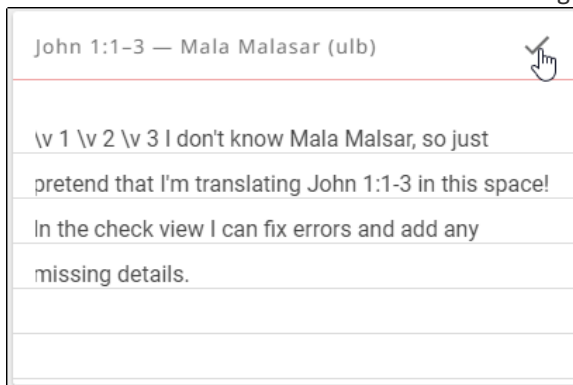 John 1:1–3 — Mala Malasar (ulb)
\v 1 \v 2 \v 3 I don't know Mala Malsar, so just
pretend that I'm translating John 1:1-3 in this space!
In the check view I can fix errors and add any
missing details.